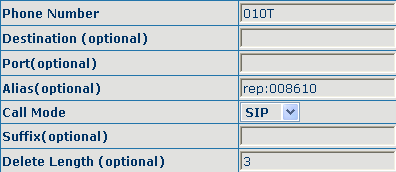 Phone Number 010T
Destination (optional)
Port(optional)
Alias(optional) rep:008610
Call Mode SIP
Suffix(optional)
Delete Length (optional) 3